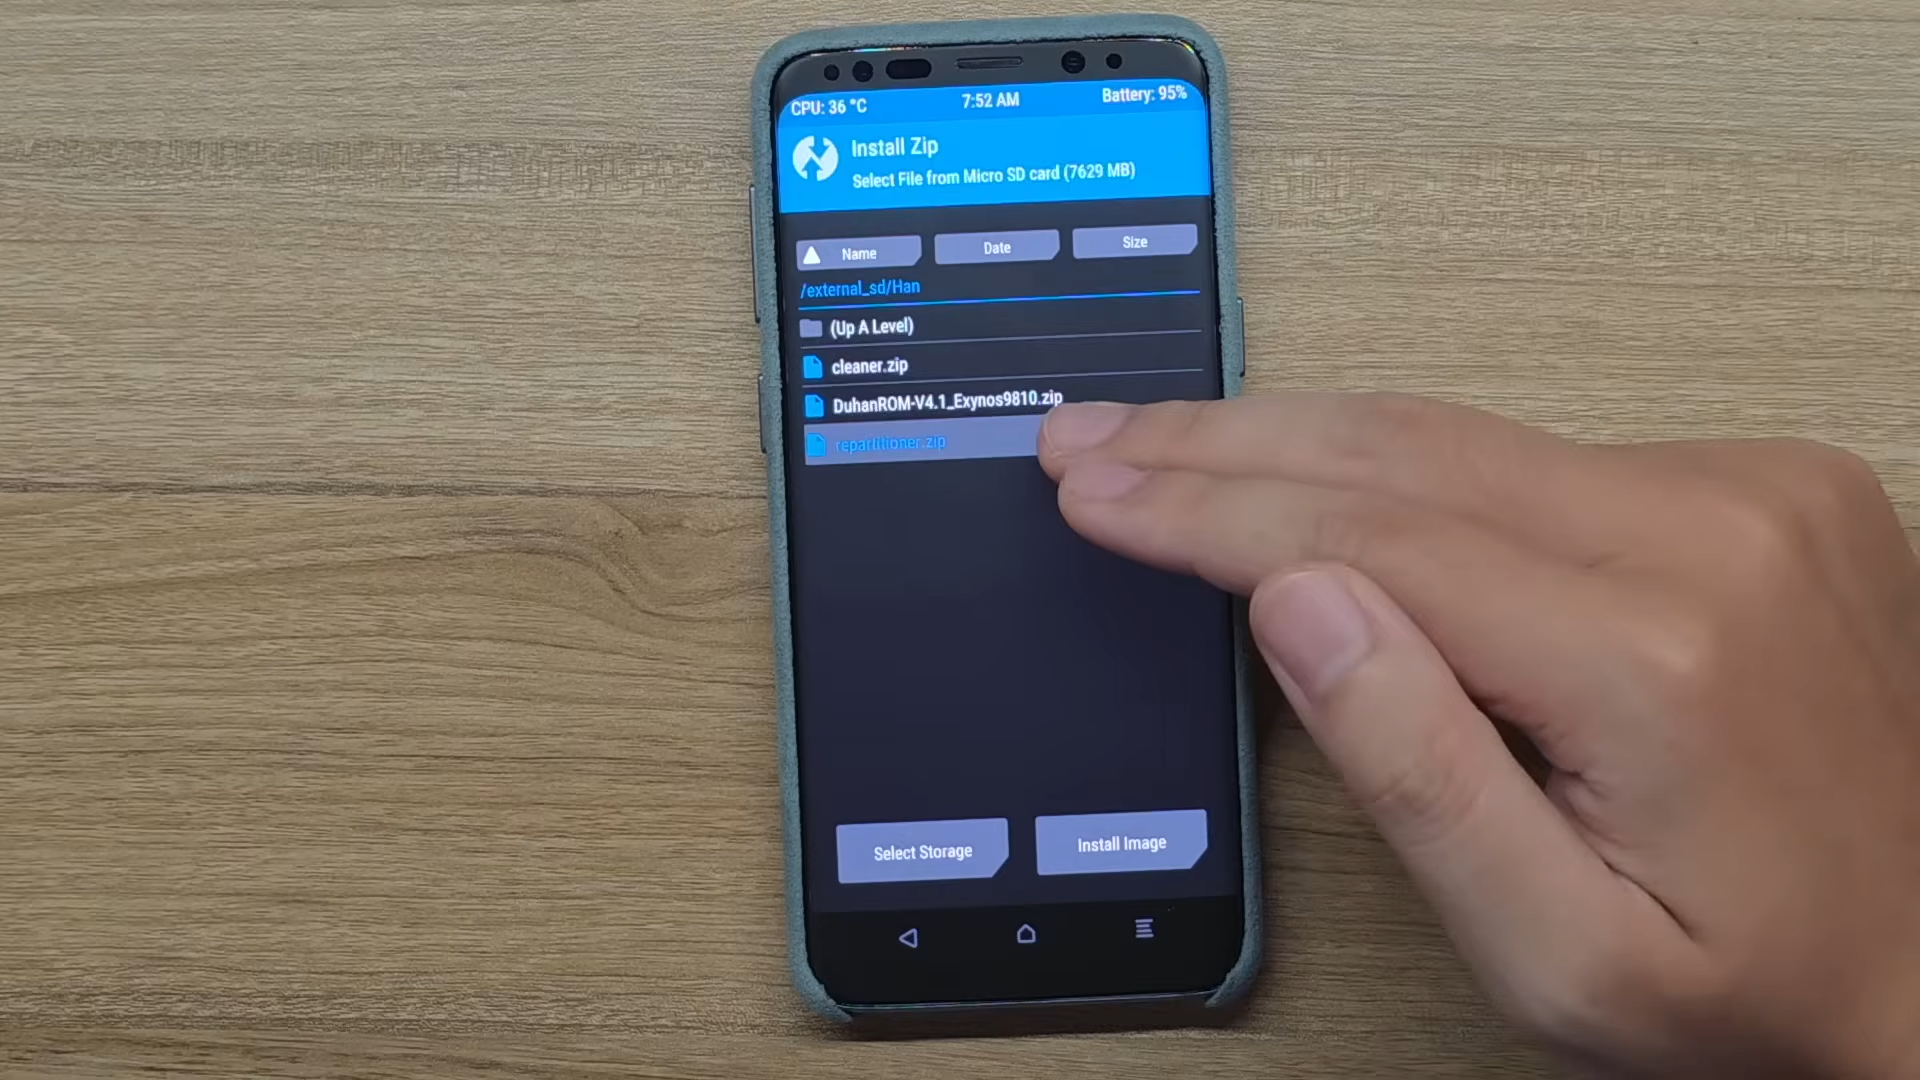 CPU: 36 °C 7:52 AM Battery: 95%
Install Zip
Select File from Micro SD card (7629 MB)
Name Date Size
/external_sd/Han
(Up A Level)
cleaner.zip
DuhanROM-V4.1_Exynos9810.zip
repartitioner.zip
Select Storage Install Image